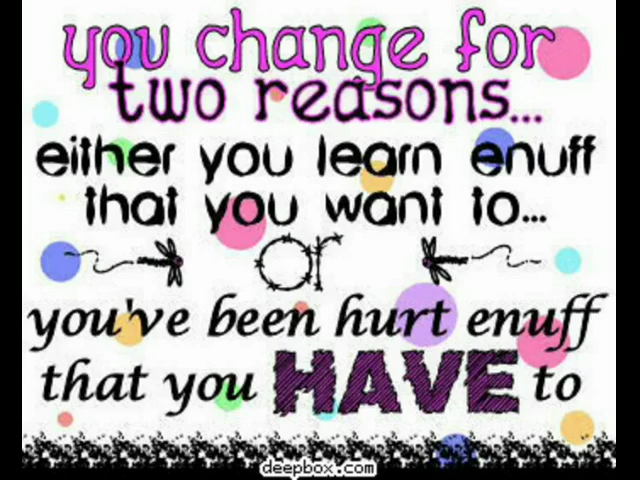 you change for
two reasons...
either you learn enuff
that you want to...
or
you've been hurt enuff
that you HAVE to
deepbox.com